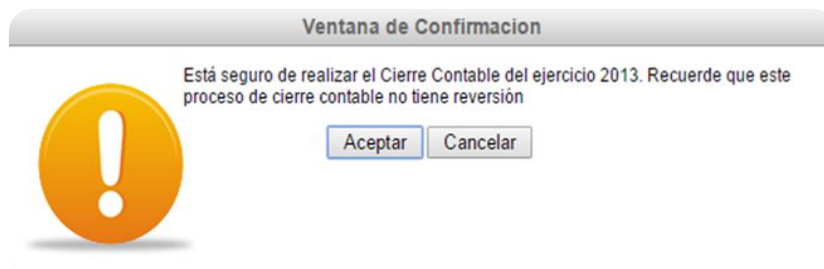 Ventana de Confirmacion
Está seguro de realizar el Cierre Contable del ejercicio 2013. Recuerde que este
proceso de cierre contable no tiene reversión
Aceptar Cancelar